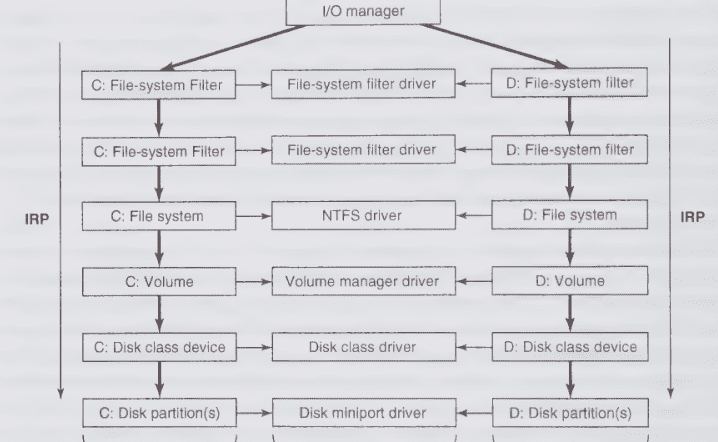 I/O manager
C: File-system Filter File-system filter driver D: File-system filter
C: File-system Filter File-system filter driver D: File-system filter
IRP C: File system NTFS driver D: File system IRP
C: Volume Volume manager driver D: Volume
C: Disk class device Disk class driver D: Disk class device
C: Disk partition(s) Disk miniport driver D: Disk partition(s)